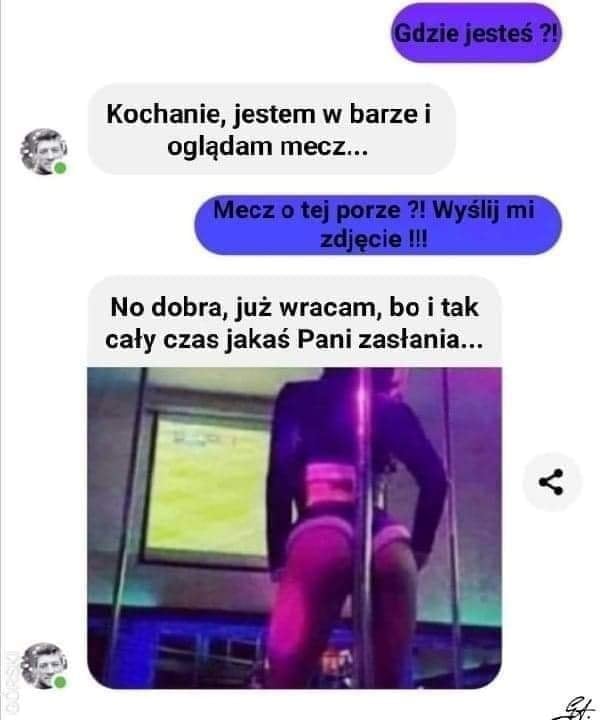 Gdzie jesteś ?!
Kochanie, jestem w barze i
oglądam mecz...
Mecz o tej porze ?! Wyślij mi
zdjęcie !!!
No dobra, już wracam, bo i tak
cały czas jakaś Pani zasłania...
GÓRSKI